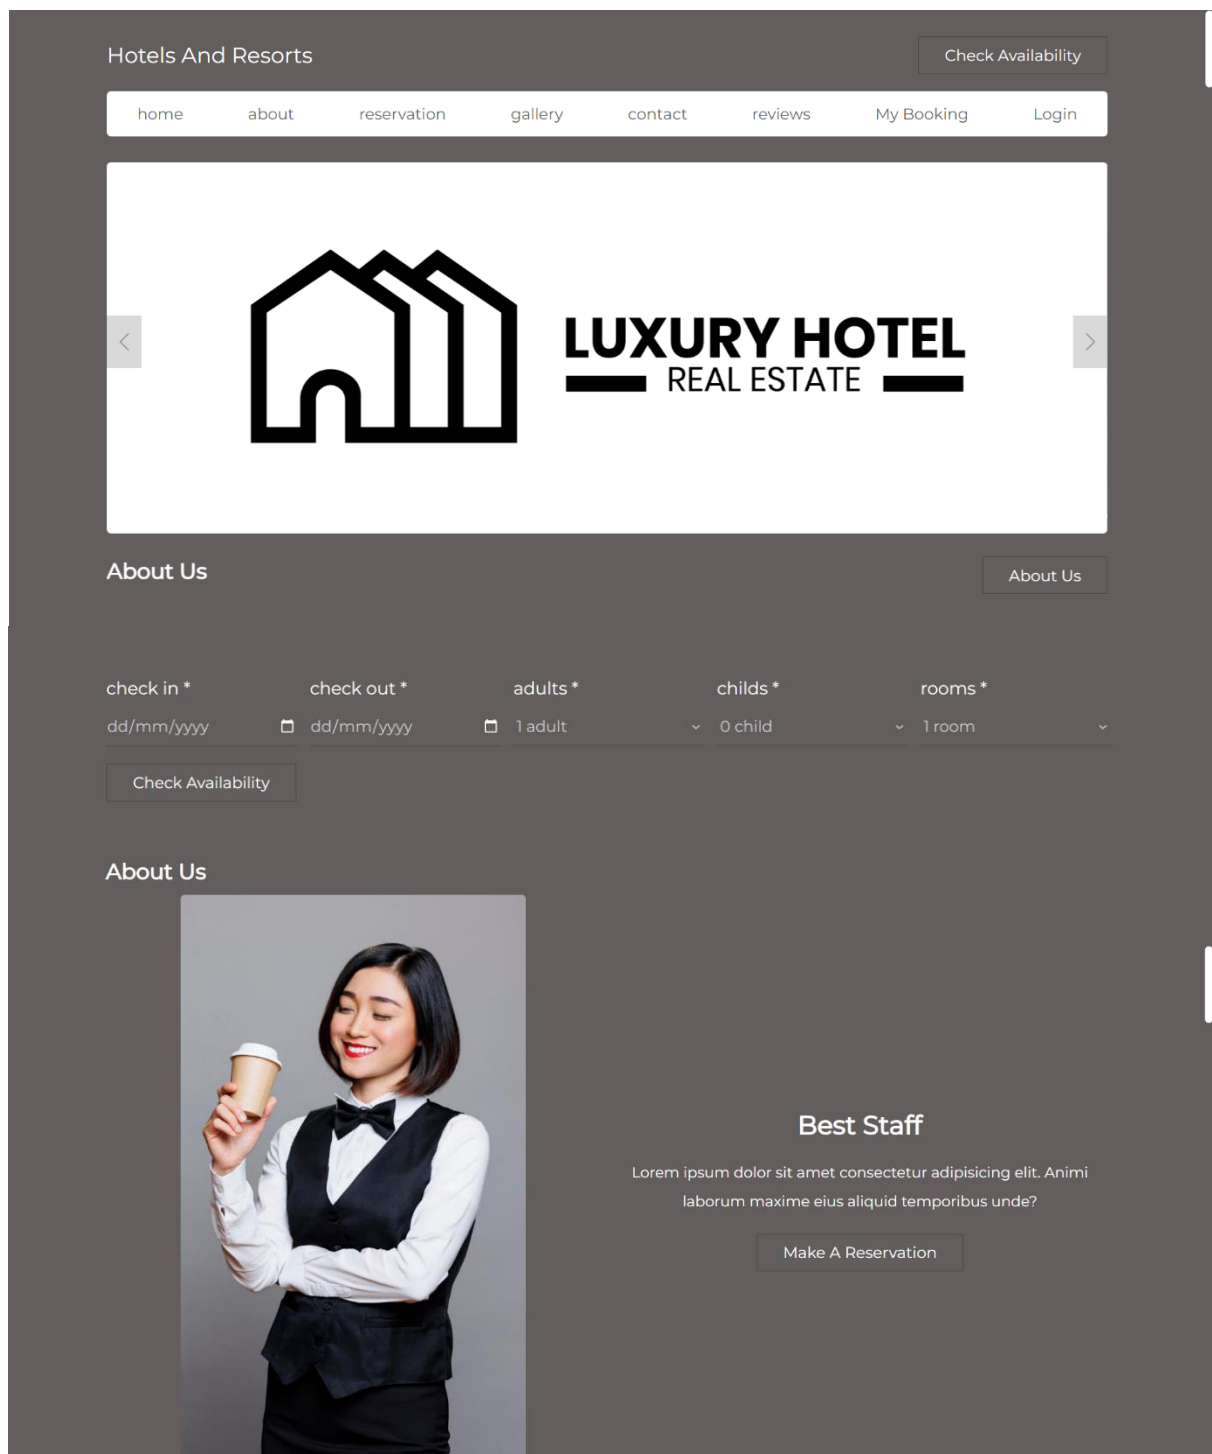 Hotels And Resorts
Check Availability
home about reservation gallery contact reviews My Booking Login
LUXURY HOTEL
REAL ESTATE
About Us
About Us
check in * check out * adults * childs * rooms *
dd/mm/yyyy dd/mm/yyyy 1 adult 0 child 1 room
Check Availability
About Us
Best Staff
Lorem ipsum dolor sit amet consectetur adipisicing elit. Animi
laborum maxime eius aliquid temporibus unde?
Make A Reservation